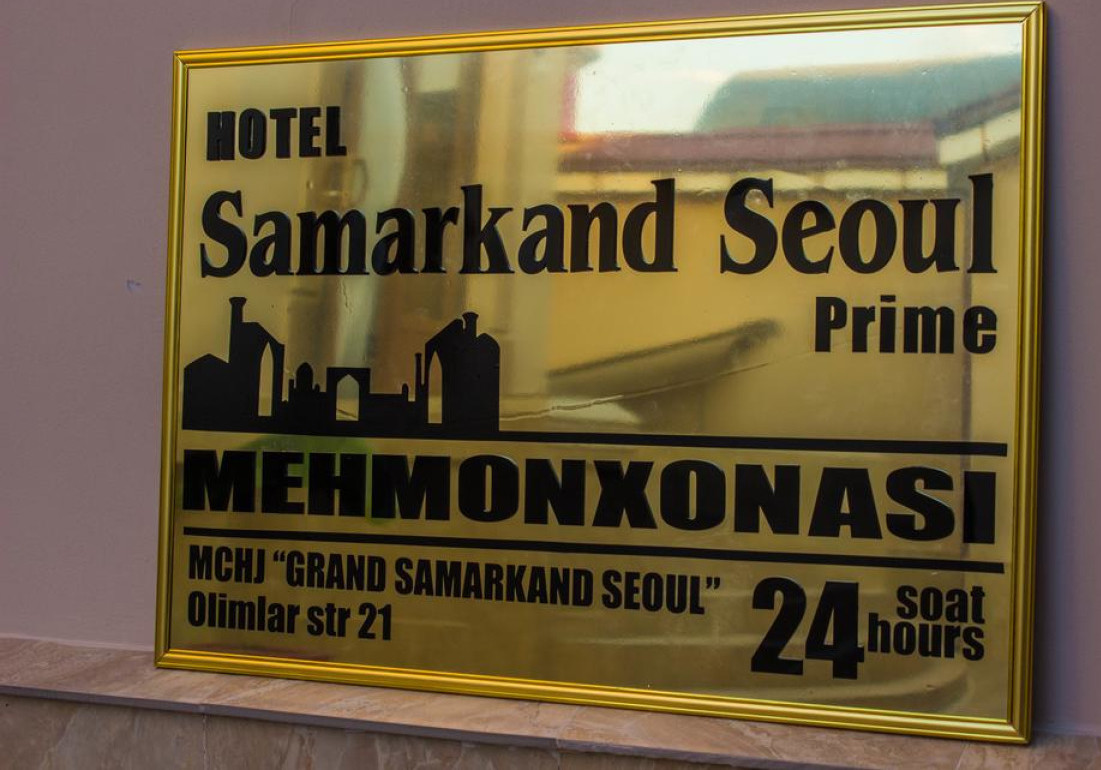 HOTEL
Samarkand Seoul
Prime
MEHMONXONASI
MCHJ “GRAND SAMARKAND SEOUL”
Olimlar str 21
24 soat
hours